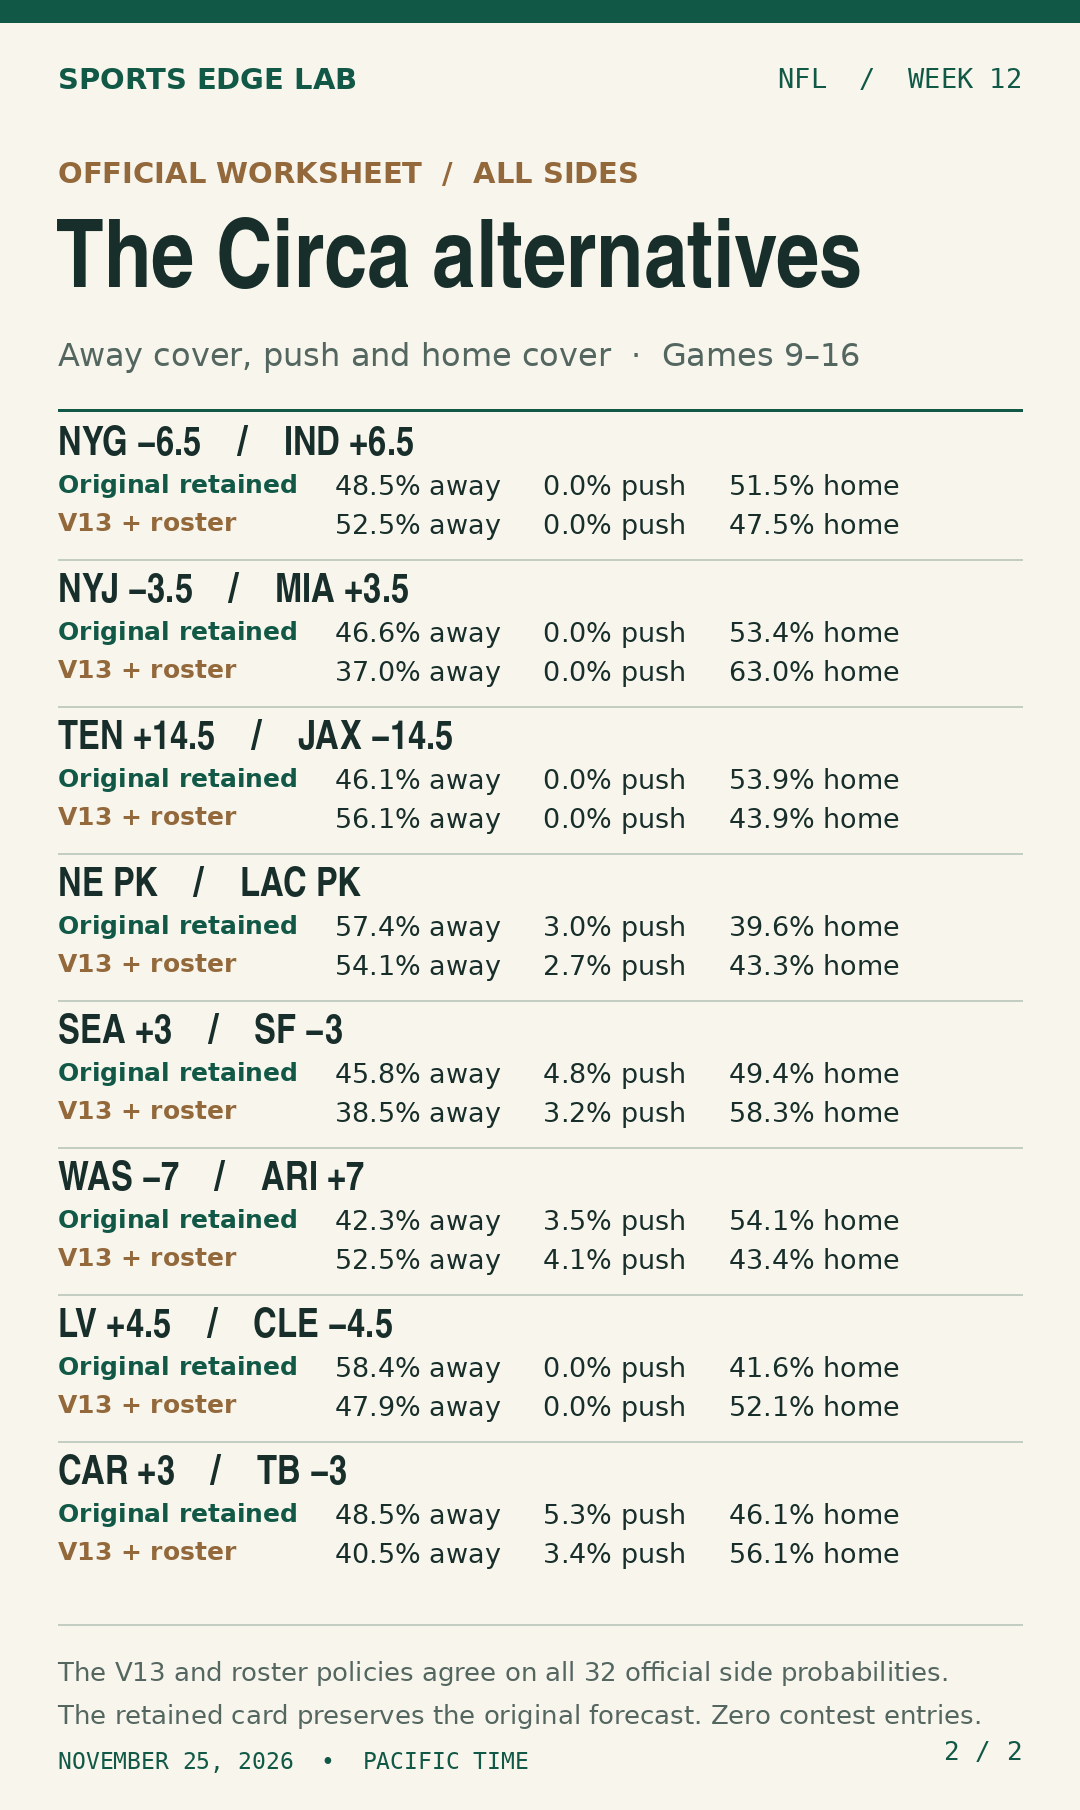 SPORTS EDGE LAB
NFL / WEEK 12
OFFICIAL WORKSHEET / ALL SIDES
The Circa alternatives
Away cover, push and home cover · Games 9–16
NYG −6.5 / IND +6.5
Original retained 48.5% away 0.0% push 51.5% home
V13 + roster 52.5% away 0.0% push 47.5% home
NYJ −3.5 / MIA +3.5
Original retained 46.6% away 0.0% push 53.4% home
V13 + roster 37.0% away 0.0% push 63.0% home
TEN +14.5 / JAX −14.5
Original retained 46.1% away 0.0% push 53.9% home
V13 + roster 56.1% away 0.0% push 43.9% home
NE PK / LAC PK
Original retained 57.4% away 3.0% push 39.6% home
V13 + roster 54.1% away 2.7% push 43.3% home
SEA +3 / SF −3
Original retained 45.8% away 4.8% push 49.4% home
V13 + roster 38.5% away 3.2% push 58.3% home
WAS −7 / ARI +7
Original retained 42.3% away 3.5% push 54.1% home
V13 + roster 52.5% away 4.1% push 43.4% home
LV +4.5 / CLE −4.5
Original retained 58.4% away 0.0% push 41.6% home
V13 + roster 47.9% away 0.0% push 52.1% home
CAR +3 / TB −3
Original retained 48.5% away 5.3% push 46.1% home
V13 + roster 40.5% away 3.4% push 56.1% home
The V13 and roster policies agree on all 32 official side probabilities.
The retained card preserves the original forecast. Zero contest entries.
NOVEMBER 25, 2026 • PACIFIC TIME
2 / 2